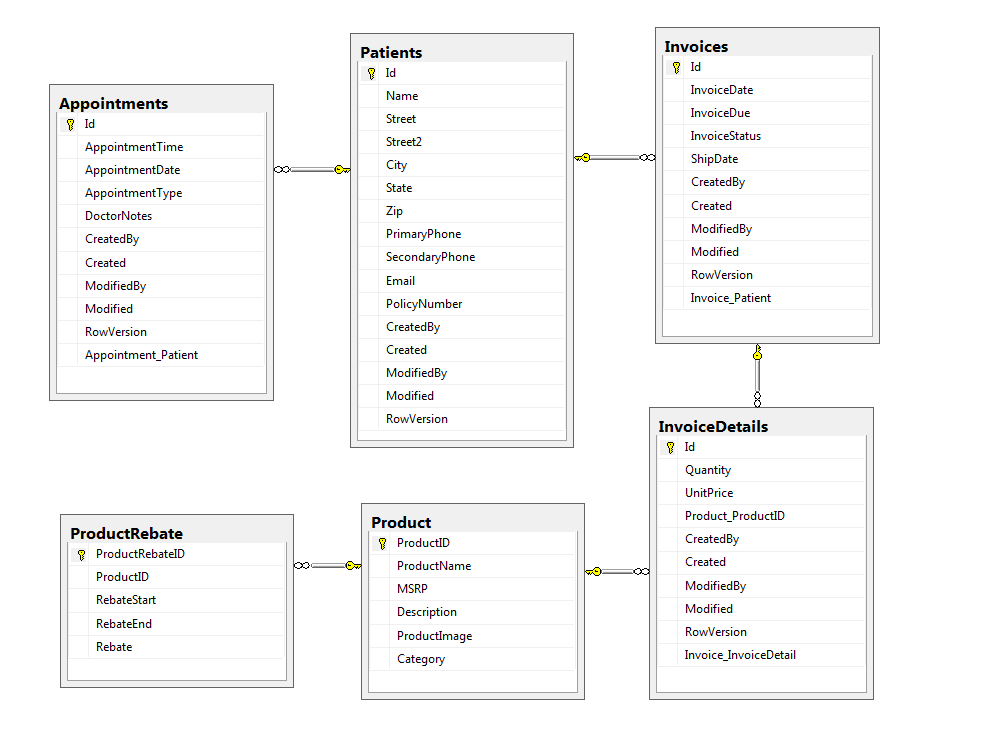 Appointments
Id
AppointmentTime
AppointmentDate
AppointmentType
DoctorNotes
CreatedBy
Created
ModifiedBy
Modified
RowVersion
Appointment_Patient
Patients
Id
Name
Street
Street2
City
State
Zip
PrimaryPhone
SecondaryPhone
Email
PolicyNumber
CreatedBy
Created
ModifiedBy
Modified
RowVersion
Invoices
Id
InvoiceDate
InvoiceDue
InvoiceStatus
ShipDate
CreatedBy
Created
ModifiedBy
Modified
RowVersion
Invoice_Patient
ProductRebate
ProductRebateID
ProductID
RebateStart
RebateEnd
Rebate
Product
ProductID
ProductName
MSRP
Description
ProductImage
Category
InvoiceDetails
Id
Quantity
UnitPrice
Product_ProductID
CreatedBy
Created
ModifiedBy
Modified
RowVersion
Invoice_InvoiceDetail